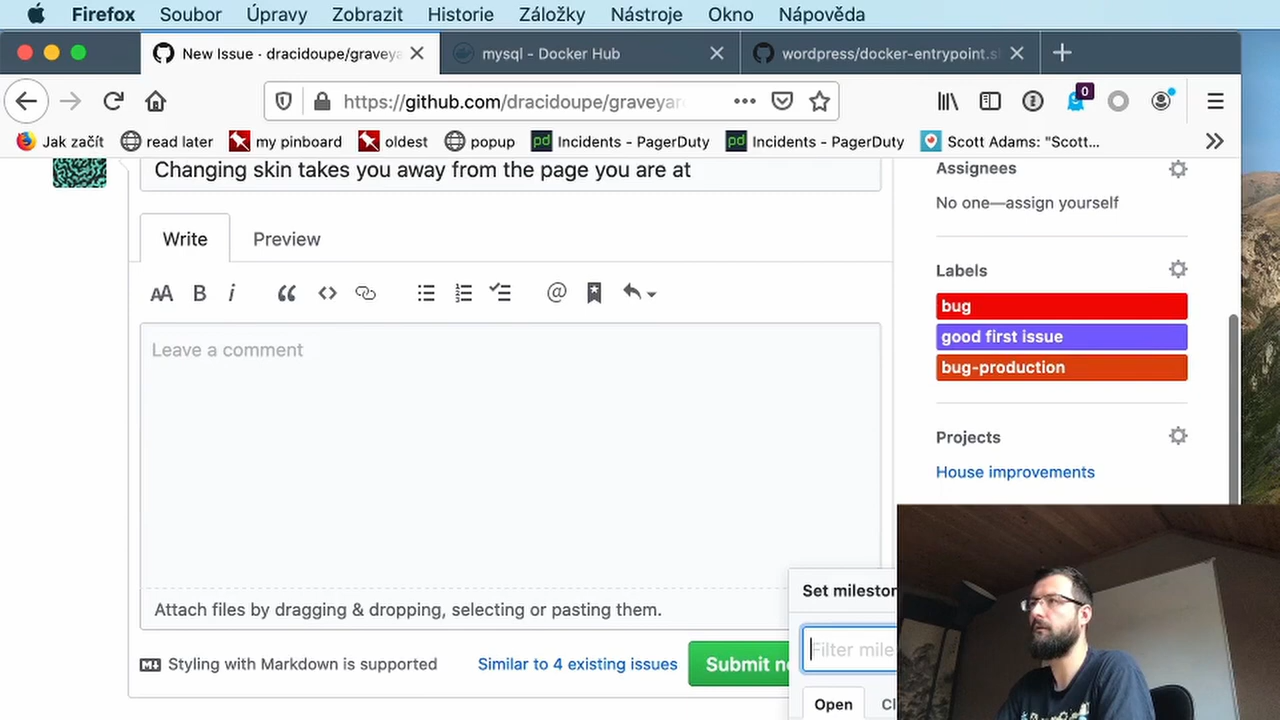 Firefox Soubor Úpravy Zobrazit Historie Záložky Nástroje Okno Nápověda
New Issue · dracidoupe/gravey mysql - Docker Hub wordpress/docker-entrypoint.s
https://github.com/dracidoupe/graveyar 0
Jak začít read later my pinboard oldest popup Incidents - PagerDuty Incidents - PagerDuty Scott Adams: "Scott...
Changing skin takes you away from the page you are at
Write Preview
Leave a comment
Attach files by dragging & dropping, selecting or pasting them.
Styling with Markdown is supported Similar to 4 existing issues Submit n
Assignees
No one—assign yourself
Labels
bug
good first issue
bug-production
Projects
House improvements
Set mileston
Filter mile
Open Cl